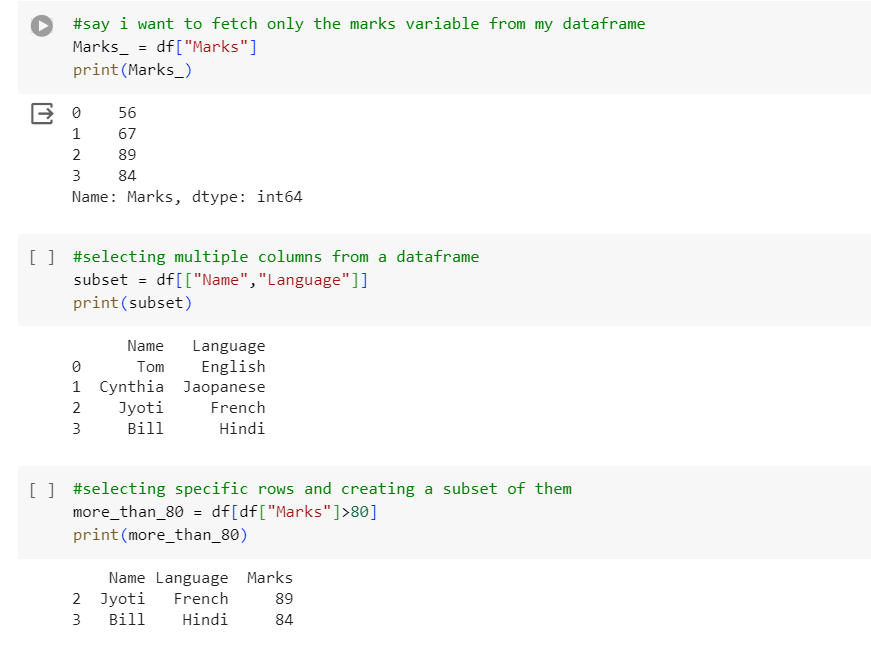 #say i want to fetch only the marks variable from my dataframe
Marks_ = df["Marks"]
print(Marks_)
0    56
1    67
2    89
3    84
Name: Marks, dtype: int64
[ ] #selecting multiple columns from a dataframe
subset = df[["Name","Language"]]
print(subset)
      Name   Language
0      Tom    English
1  Cynthia  Jaopanese
2    Jyoti     French
3     Bill      Hindi
[ ] #selecting specific rows and creating a subset of them
more_than_80 = df[df["Marks"]>80]
print(more_than_80)
    Name Language  Marks
2  Jyoti   French     89
3   Bill    Hindi     84